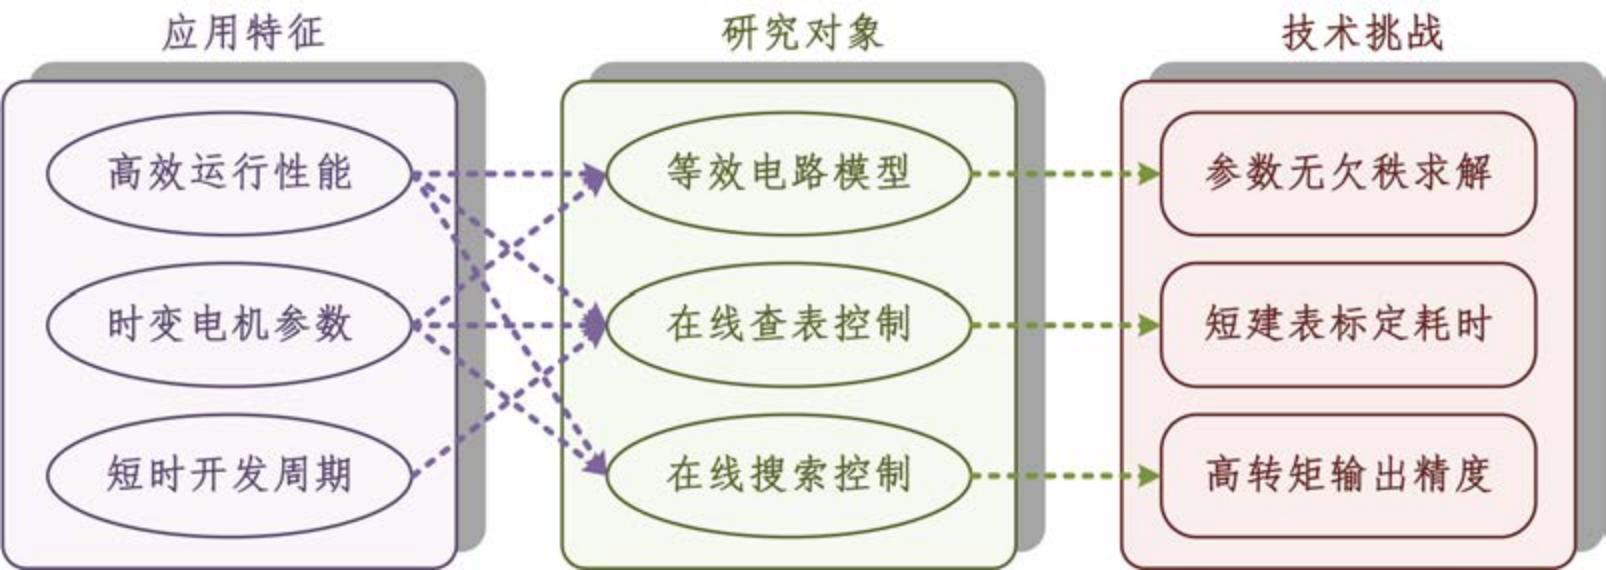 应用特征
研究对象
技术挑战
高效运行性能
等效电路模型
参数无欠秩求解
时变电机参数
在线查表控制
短建表标定耗时
短时开发周期
在线搜索控制
高转矩输出精度